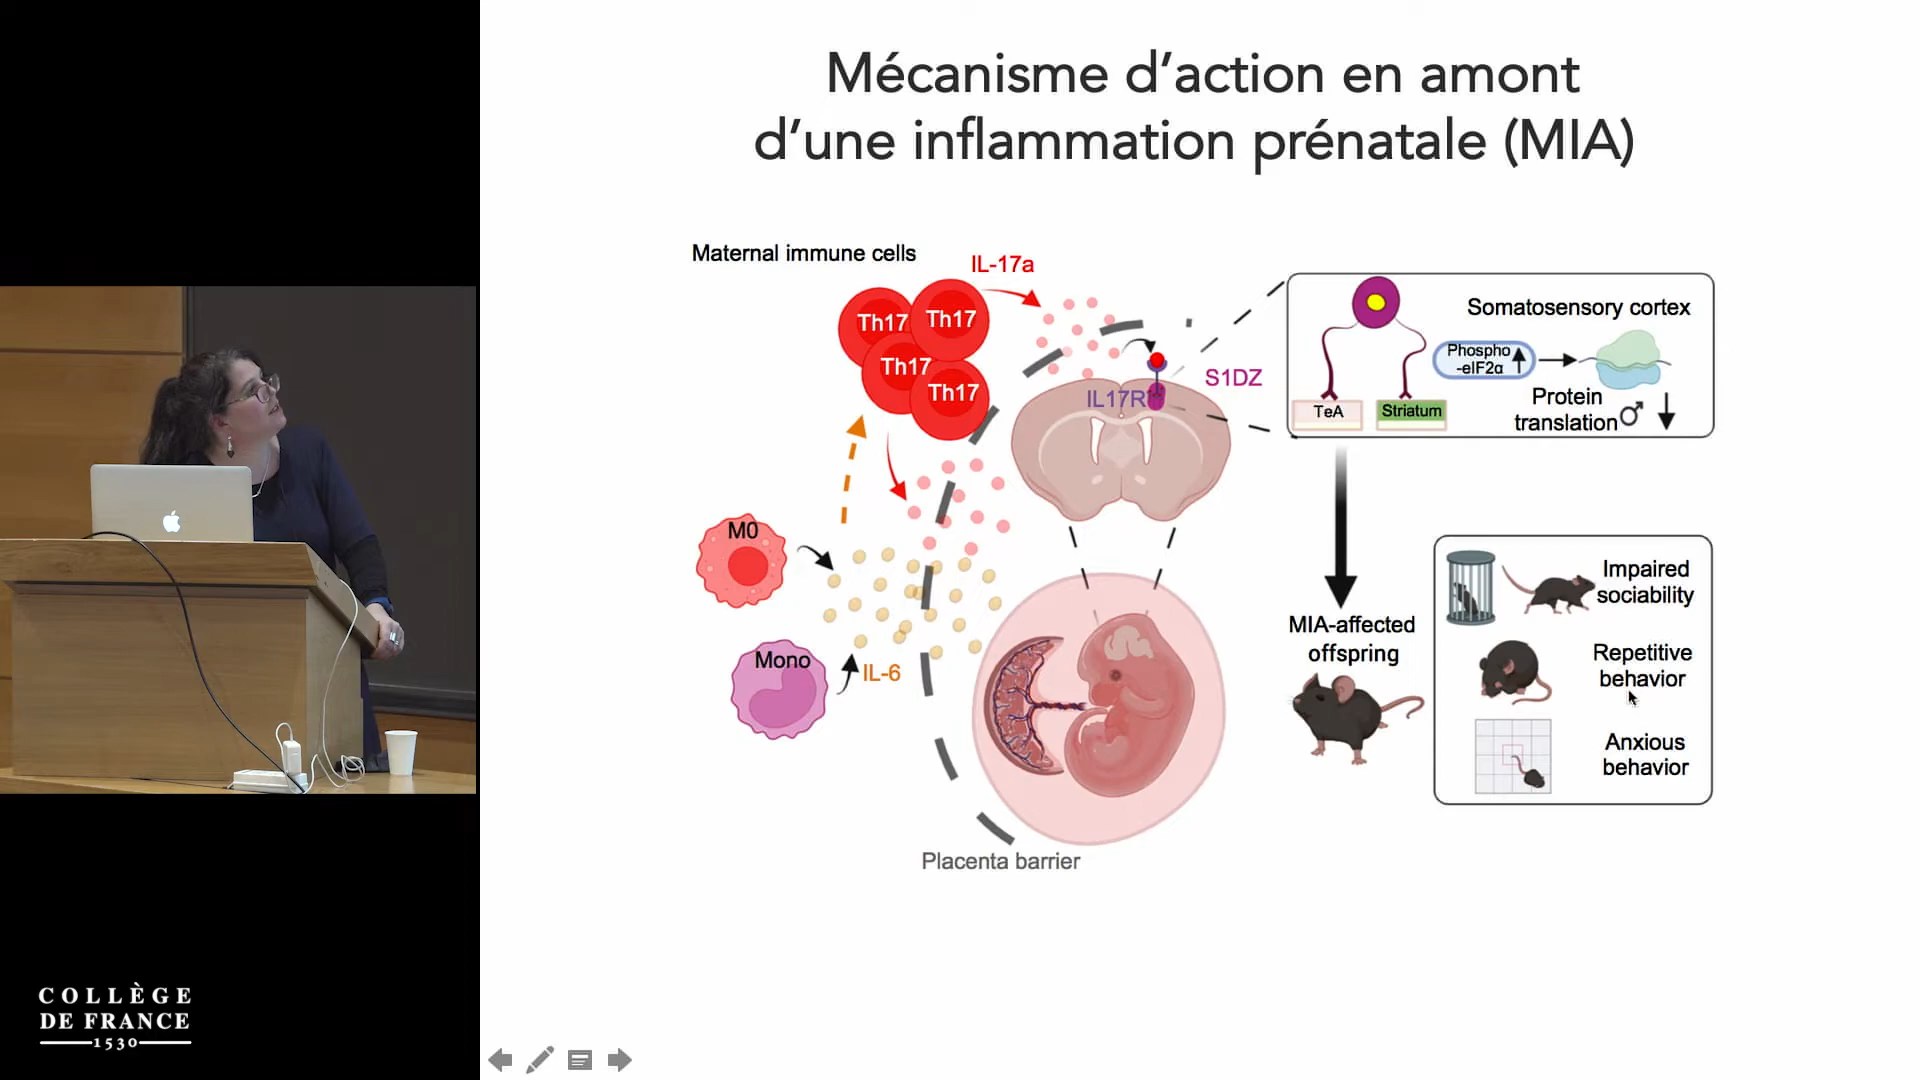 Mécanisme d’action en amont
d’une inflammation prénatale (MIA)
Maternal immune cells
IL-17a
Th17
Th17
Th17
Th17
IL17R
S1DZ
Somatosensory cortex
Phospho
-eIF2α
TeA
Striatum
Protein
translation
M0
Mono
IL-6
MIA-affected
offspring
Impaired
sociability
Repetitive
behavior
Anxious
behavior
Placenta barrier
COLLÈGE
DE FRANCE
1530